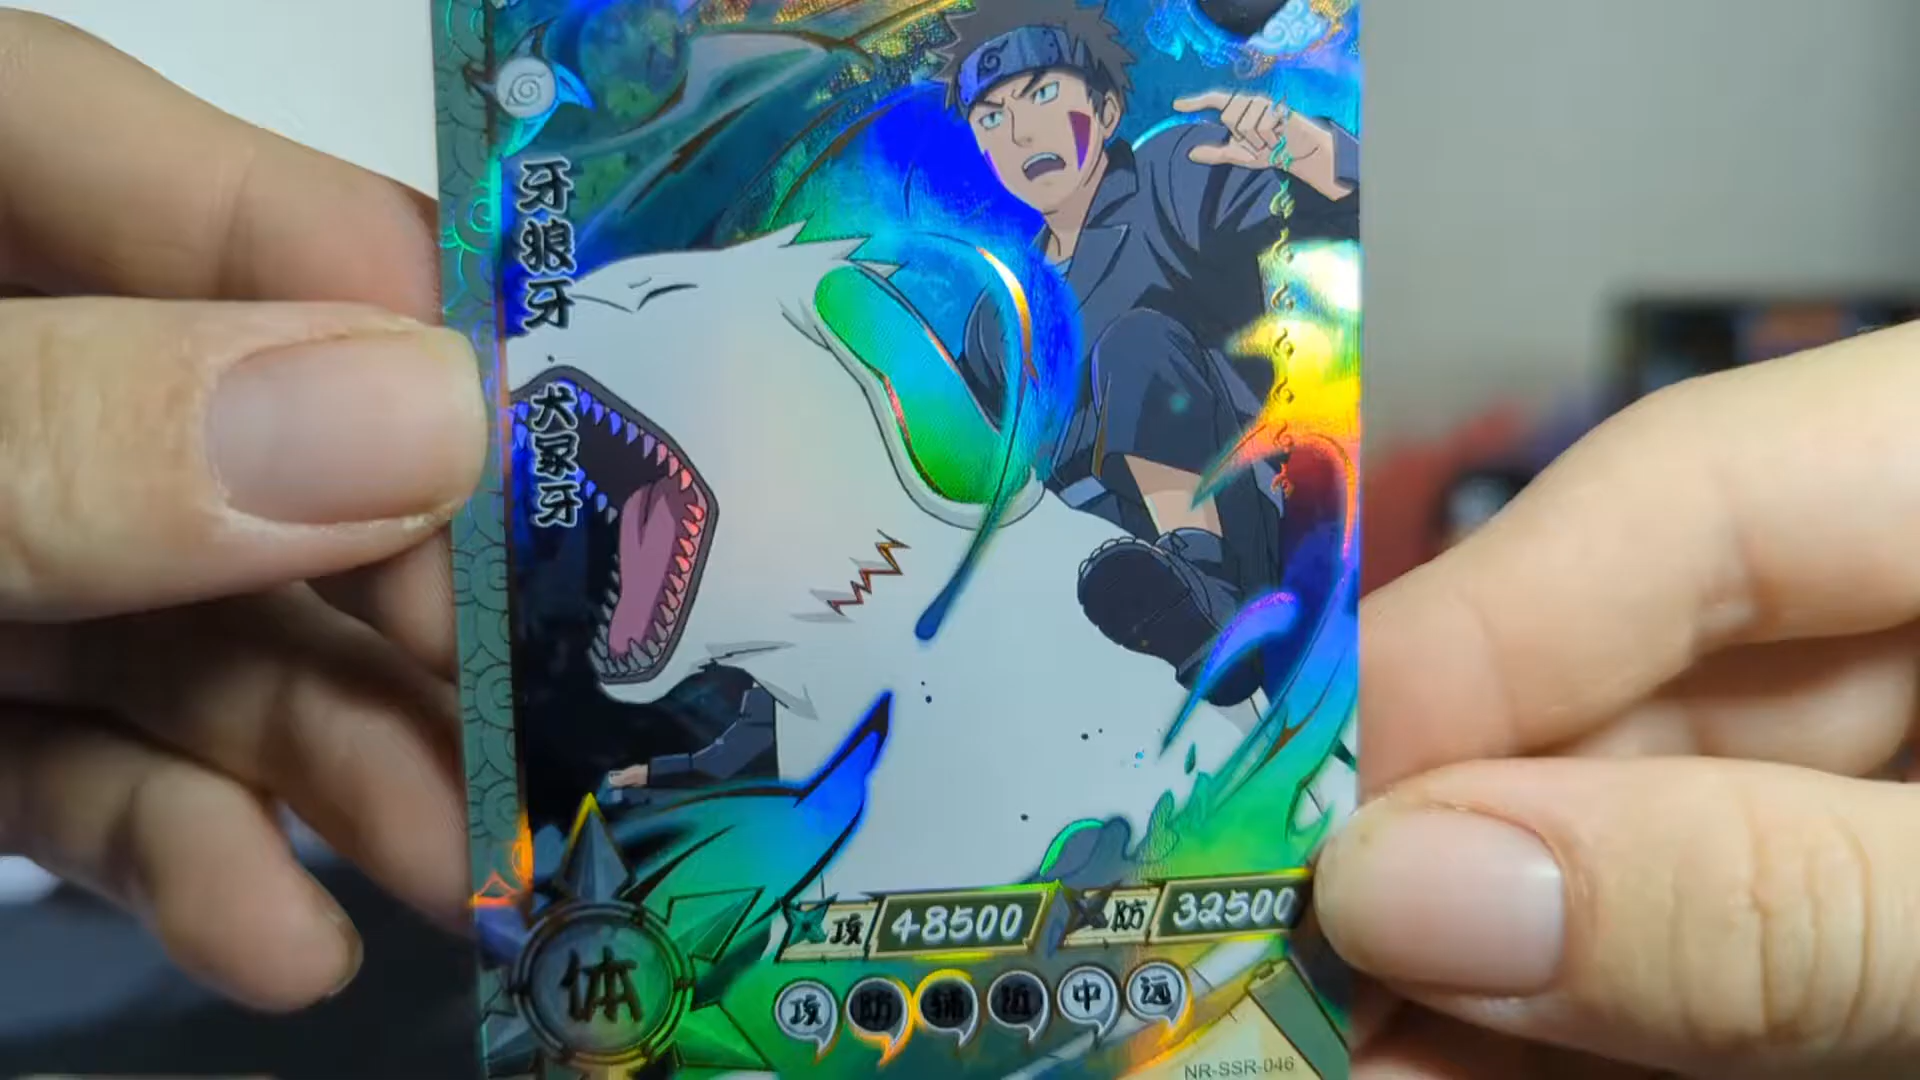 牙狼牙
犬冢牙
攻 48500 防 32500
体
攻 防 辅 近 中 远
NR-SSR-046